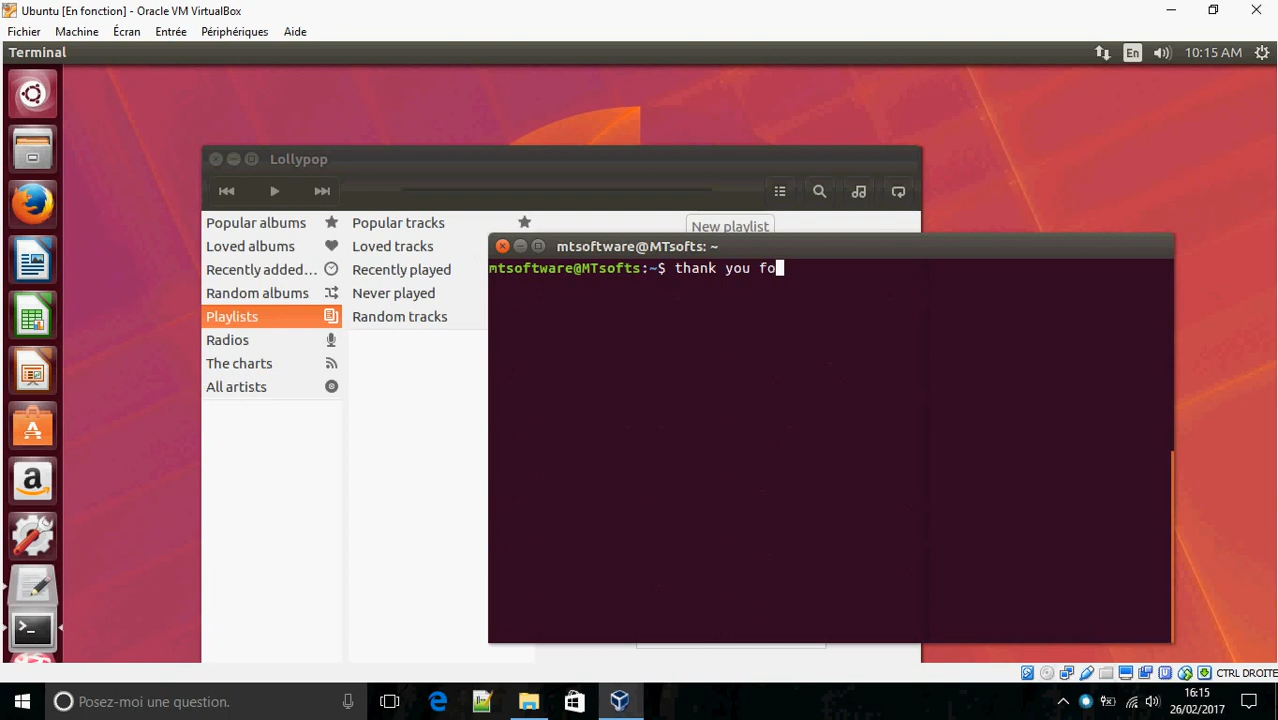 Ubuntu [En fonction] - Oracle VM VirtualBox
Fichier Machine Écran Entrée Périphériques Aide
Terminal En 10:15 AM
Lollypop
Popular albums Popular tracks New playlist
Loved albums Loved tracks
Recently added... Recently played
Random albums Never played
Playlists Random tracks
Radios
The charts
All artists
mtsoftware@MTsofts: ~
mtsoftware@MTsofts:~$ thank you fo
CTRL DROITE
Posez-moi une question.
16:15
26/02/2017